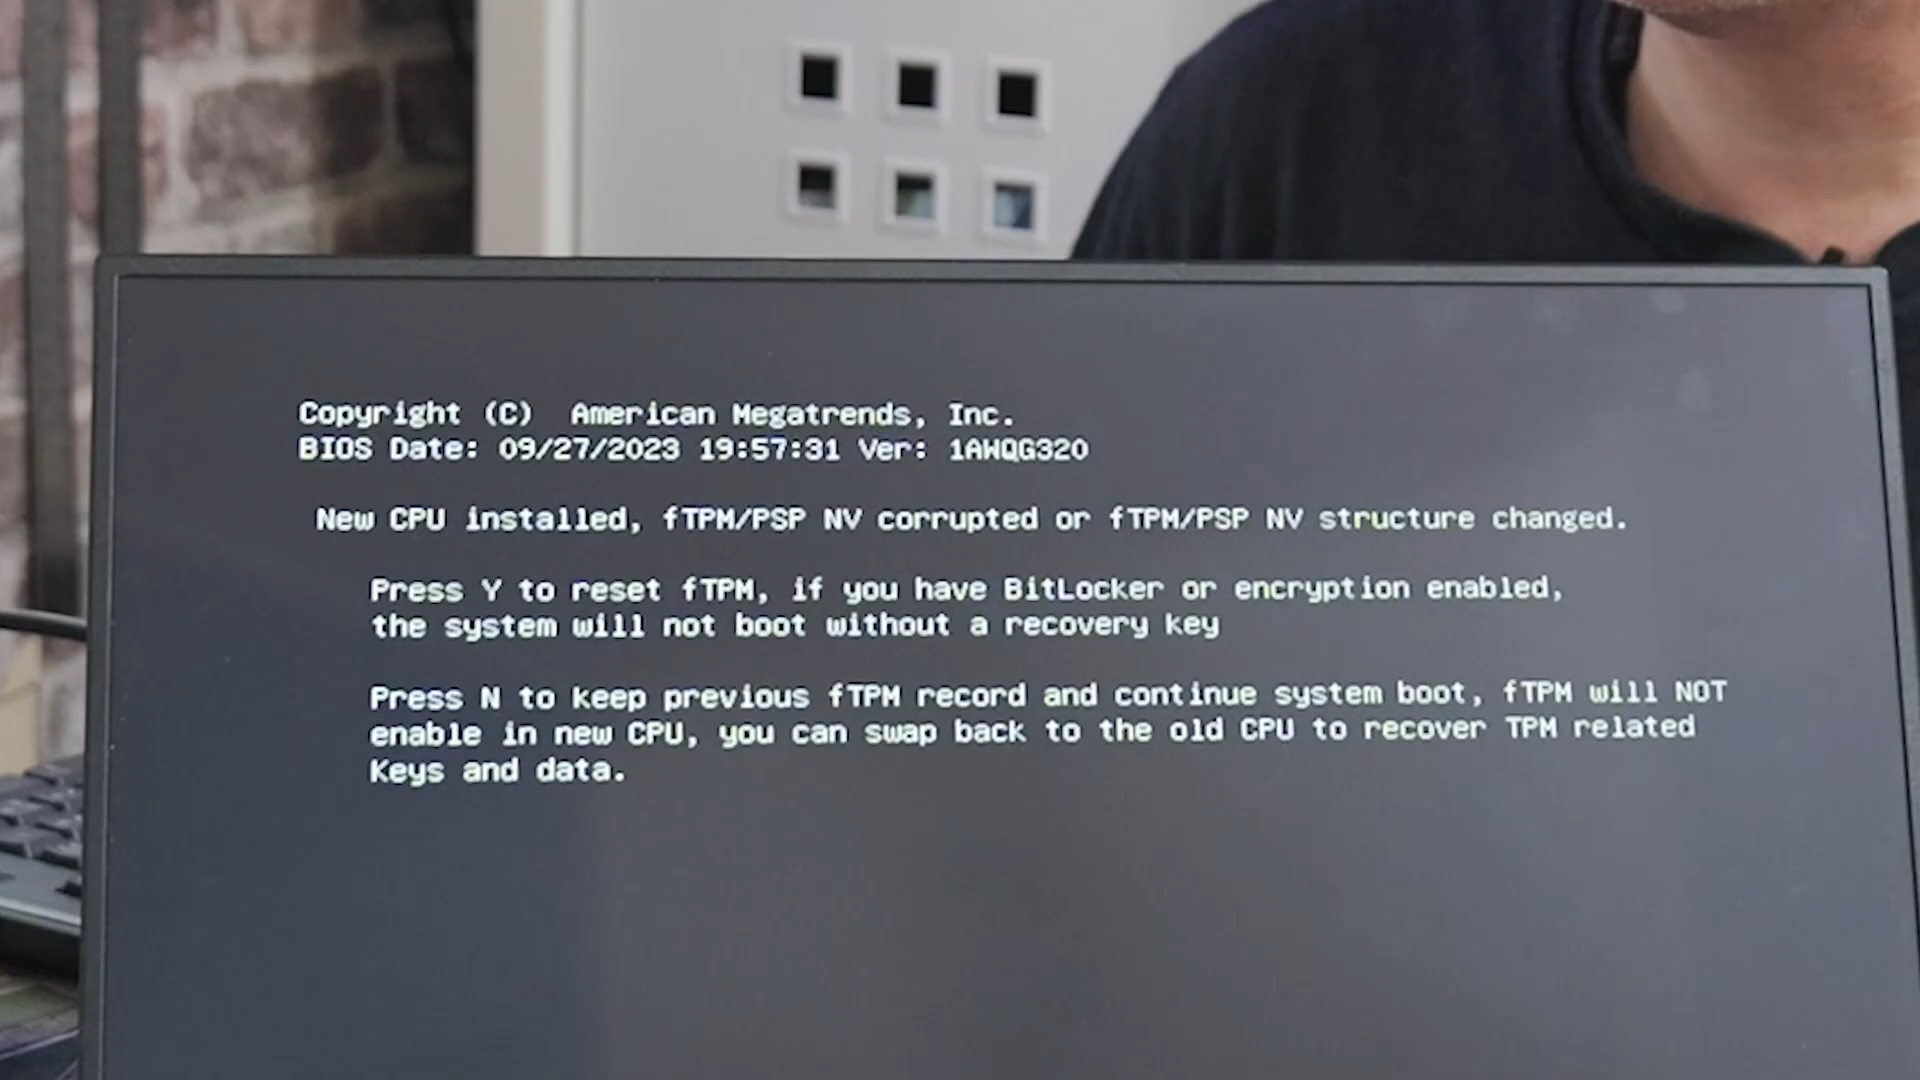 Copyright (C) American Megatrends, Inc.
BIOS Date: 09/27/2023 19:57:31 Ver: 1AWQG320
New CPU installed, fTPM/PSP NV corrupted or fTPM/PSP NV structure changed.
Press Y to reset fTPM, if you have BitLocker or encryption enabled,
the system will not boot without a recovery key
Press N to keep previous fTPM record and continue system boot, fTPM will NOT
enable in new CPU, you can swap back to the old CPU to recover TPM related
Keys and data.